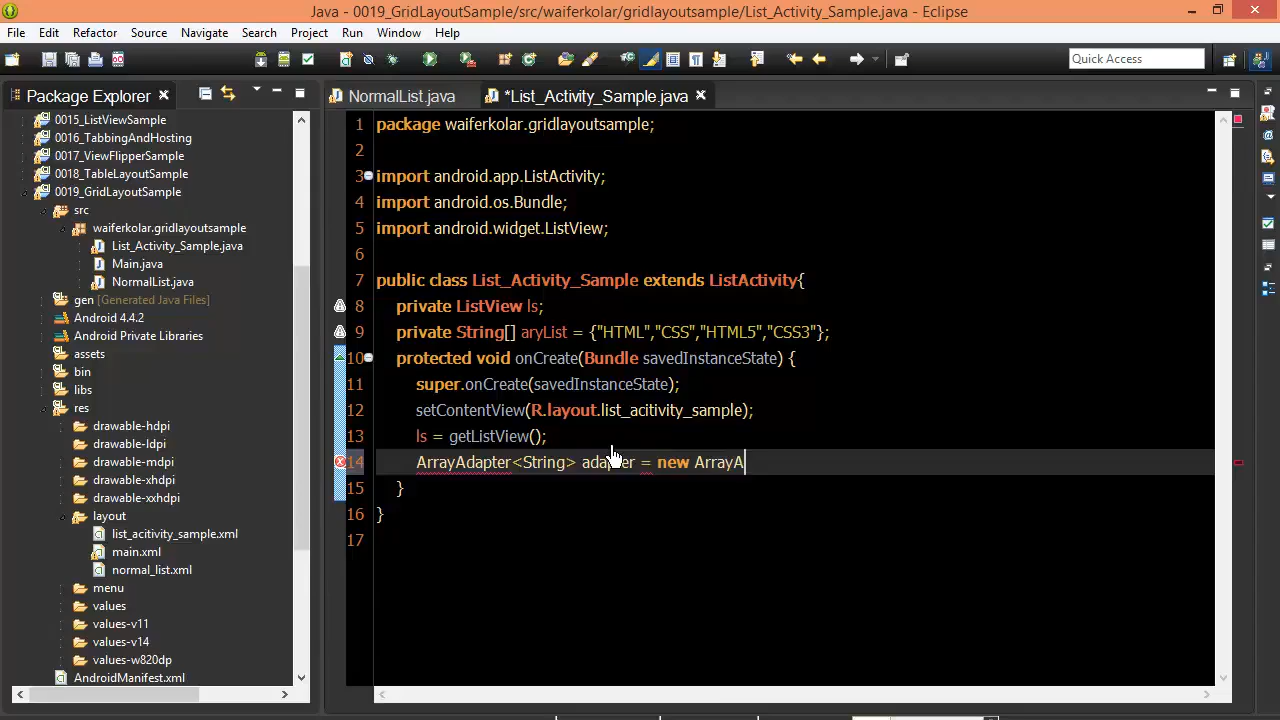 Java - 0019_GridLayoutSample/src/waiferkolar/gridlayoutsample/List_Activity_Sample.java - Eclipse
File Edit Refactor Source Navigate Search Project Run Window Help
Quick Access
Package Explorer
NormalList.java
*List_Activity_Sample.java
0015_ListViewSample
0016_TabbingAndHosting
0017_ViewFlipperSample
0018_TableLayoutSample
0019_GridLayoutSample
src
waiferkolar.gridlayoutsample
List_Activity_Sample.java
Main.java
NormalList.java
gen [Generated Java Files]
Android 4.4.2
Android Private Libraries
assets
bin
libs
res
drawable-hdpi
drawable-ldpi
drawable-mdpi
drawable-xhdpi
drawable-xxhdpi
layout
list_acitivity_sample.xml
main.xml
normal_list.xml
menu
values
values-v11
values-v14
values-w820dp
AndroidManifest.xml
1 package waiferkolar.gridlayoutsample;
2
3 import android.app.ListActivity;
4 import android.os.Bundle;
5 import android.widget.ListView;
6
7 public class List_Activity_Sample extends ListActivity{
8 private ListView ls;
9 private String[] aryList = {"HTML","CSS","HTML5","CSS3"};
10 protected void onCreate(Bundle savedInstanceState) {
11 super.onCreate(savedInstanceState);
12 setContentView(R.layout.list_acitivity_sample);
13 ls = getListView();
14 ArrayAdapter<String> = new ArrayA
15 }
16 }
17